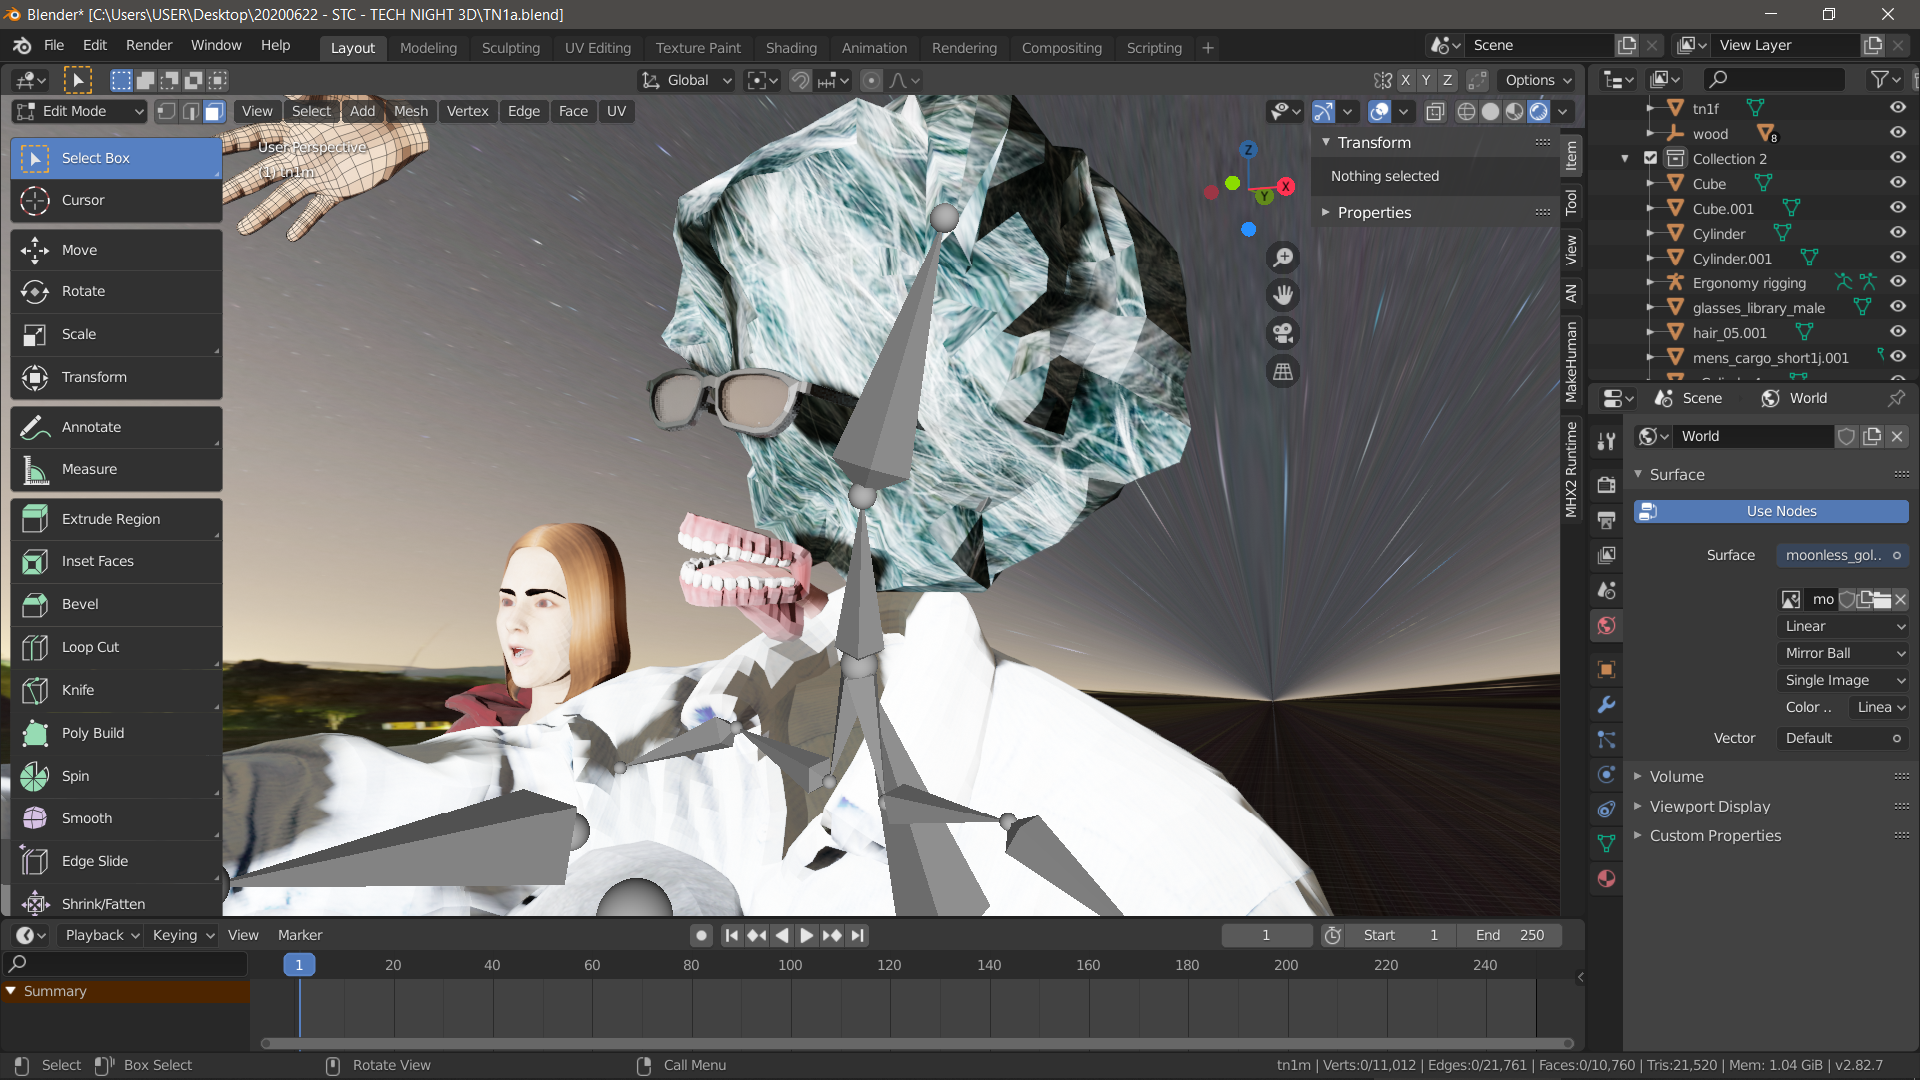 Blender* [C:\Users\USER\Desktop\20200622 - STC - TECH NIGHT 3D\TN1a.blend]
File Edit Render Window Help Layout Modeling Sculpting UV Editing Texture Paint Shading Animation Rendering Compositing Scripting + Scene View Layer
Global X Y Z Options
Edit Mode View Select Add Mesh Vertex Edge Face UV
User Perspective
(1) tn1m
Select Box
Cursor
Move
Rotate
Scale
Transform
Annotate
Measure
Extrude Region
Inset Faces
Bevel
Loop Cut
Knife
Poly Build
Spin
Smooth
Edge Slide
Shrink/Fatten
Z
X
Y
Transform
Nothing selected
Properties
Item
Tool
View
AN
MakeHuman
MHX2 Runtime
tn1f
wood 8
Collection 2
Cube
Cube.001
Cylinder
Cylinder.001
Ergonomy rigging
glasses_library_male
hair_05.001
mens_cargo_short1j.001
Scene World
World
Surface
Use Nodes
Surface moonless_gol..
mo
Linear
Mirror Ball
Single Image
Color .. Linea
Vector Default
Volume
Viewport Display
Custom Properties
Playback Keying View Marker 1 Start 1 End 250
1 20 40 60 80 100 120 140 160 180 200 220 240
Summary
Select Box Select Rotate View Call Menu tn1m | Verts:0/11,012 | Edges:0/21,761 | Faces:0/10,760 | Tris:21,520 | Mem: 1.04 GiB | v2.82.7